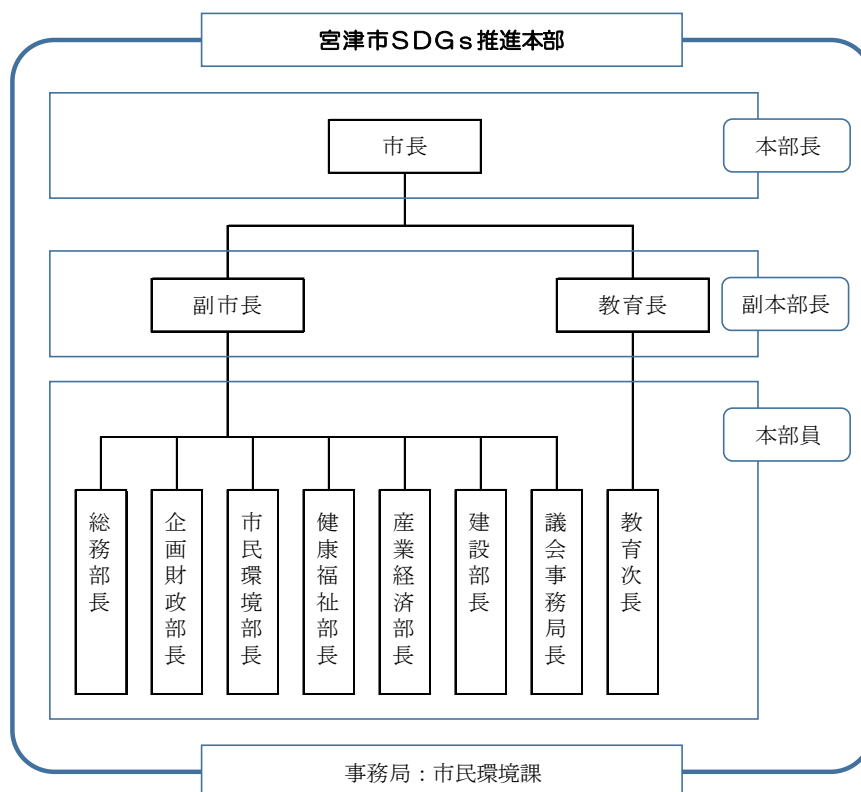 宮津市SDGs推進本部
市長
本部長
副市長
教育長
副本部長
本部員
総務部長
企画財政部長
市民環境部長
健康福祉部長
産業経済部長
建設部長
議会事務局長
教育次長
事務局：市民環境課